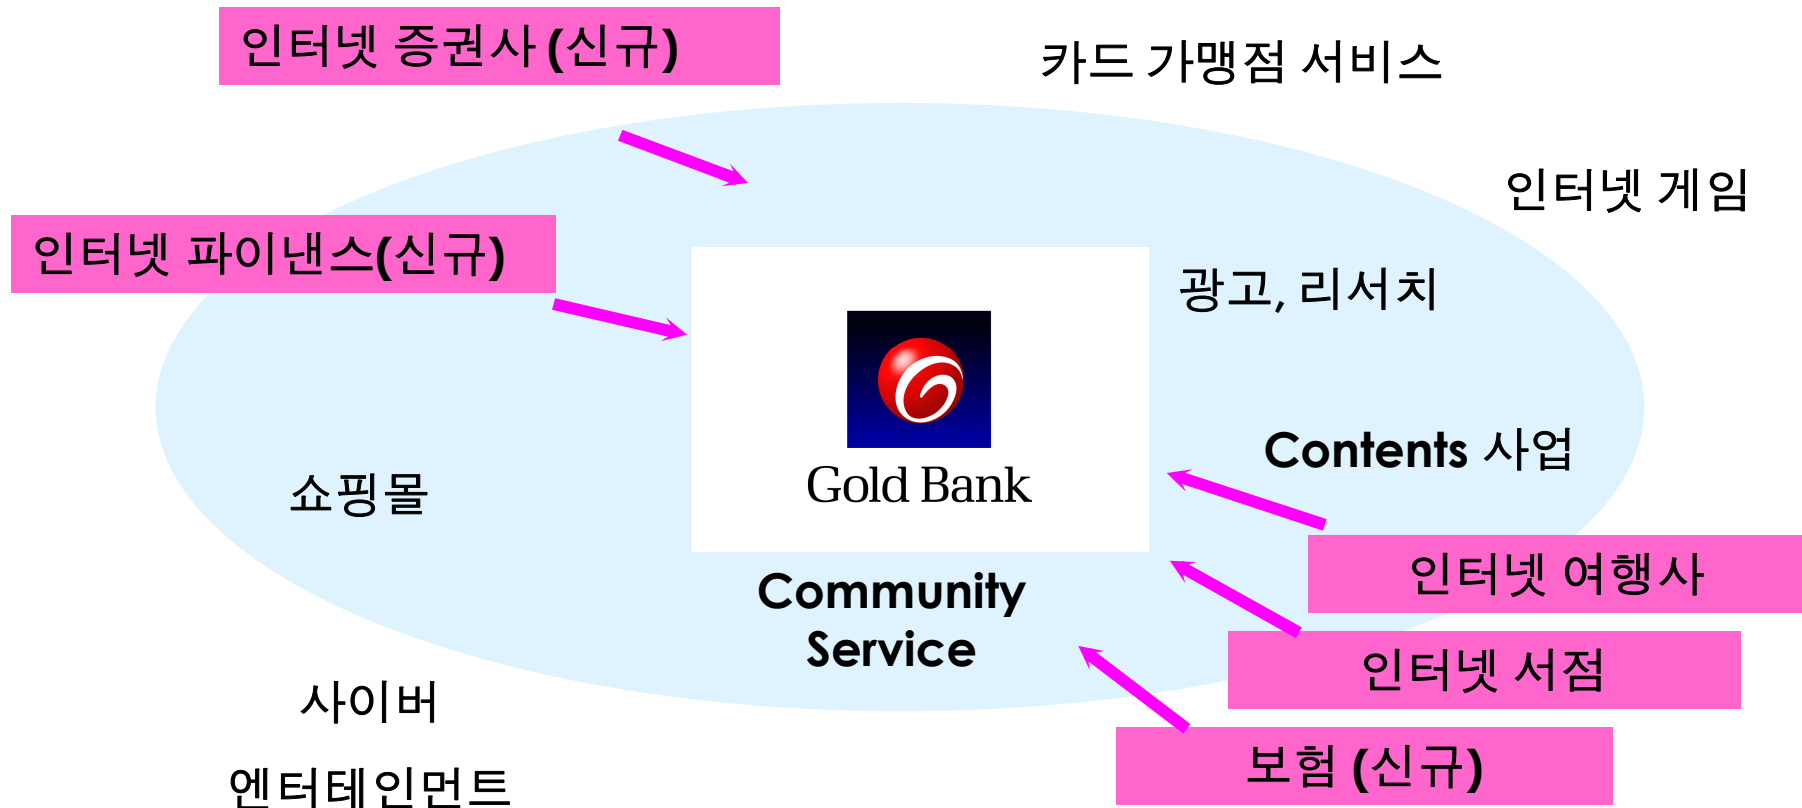 인터넷 증권사 (신규)
카드 가맹점 서비스
인터넷 게임
인터넷 파이낸스(신규)
광고, 리서치
Gold Bank
Contents 사업
쇼핑몰
Community
Service
인터넷 여행사
인터넷 서점
사이버
엔터테인먼트
보험 (신규)